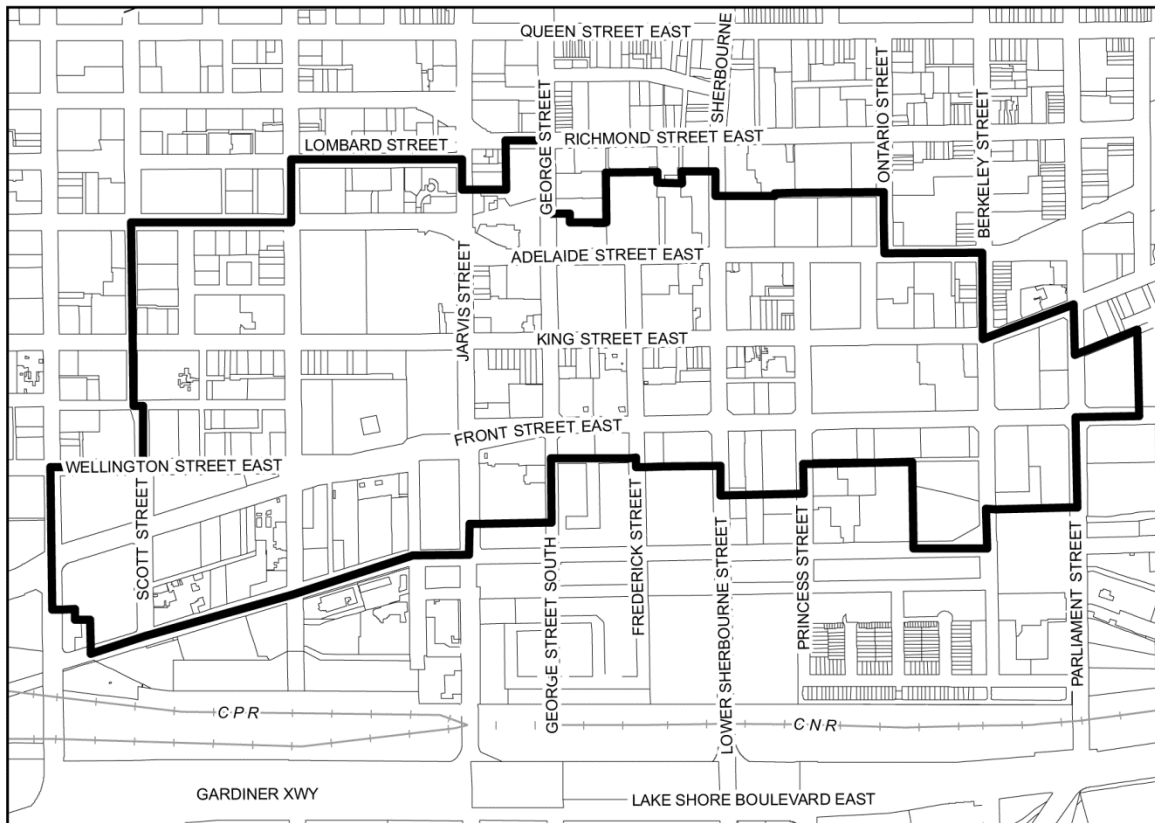 QUEEN STREET EAST
SHERBOURNE
ONTARIO STREET
BERKELEY STREET
GEORGE STREET
RICHMOND STREET EAST
LOMBARD STREET
ADELAIDE STREET EAST
JARVIS STREET
KING STREET EAST
FRONT STREET EAST
WELLINGTON STREET EAST
SCOTT STREET
GEORGE STREET SOUTH
FREDERICK STREET
LOWER SHERBOURNE STREET
PRINCESS STREET
PARLIAMENT STREET
CPR
CNR
GARDINER XWY
LAKE SHORE BOULEVARD EAST